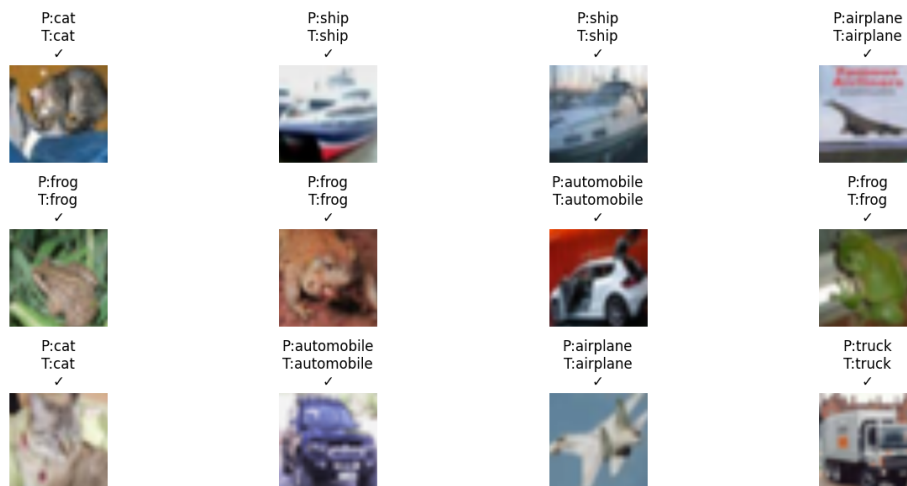 P:cat
T:cat
✓
P:ship
T:ship
✓
P:ship
T:ship
✓
P:airplane
T:airplane
✓
P:frog
T:frog
✓
P:frog
T:frog
✓
P:automobile
T:automobile
✓
P:frog
T:frog
✓
P:cat
T:cat
✓
P:automobile
T:automobile
✓
P:airplane
T:airplane
✓
P:truck
T:truck
✓